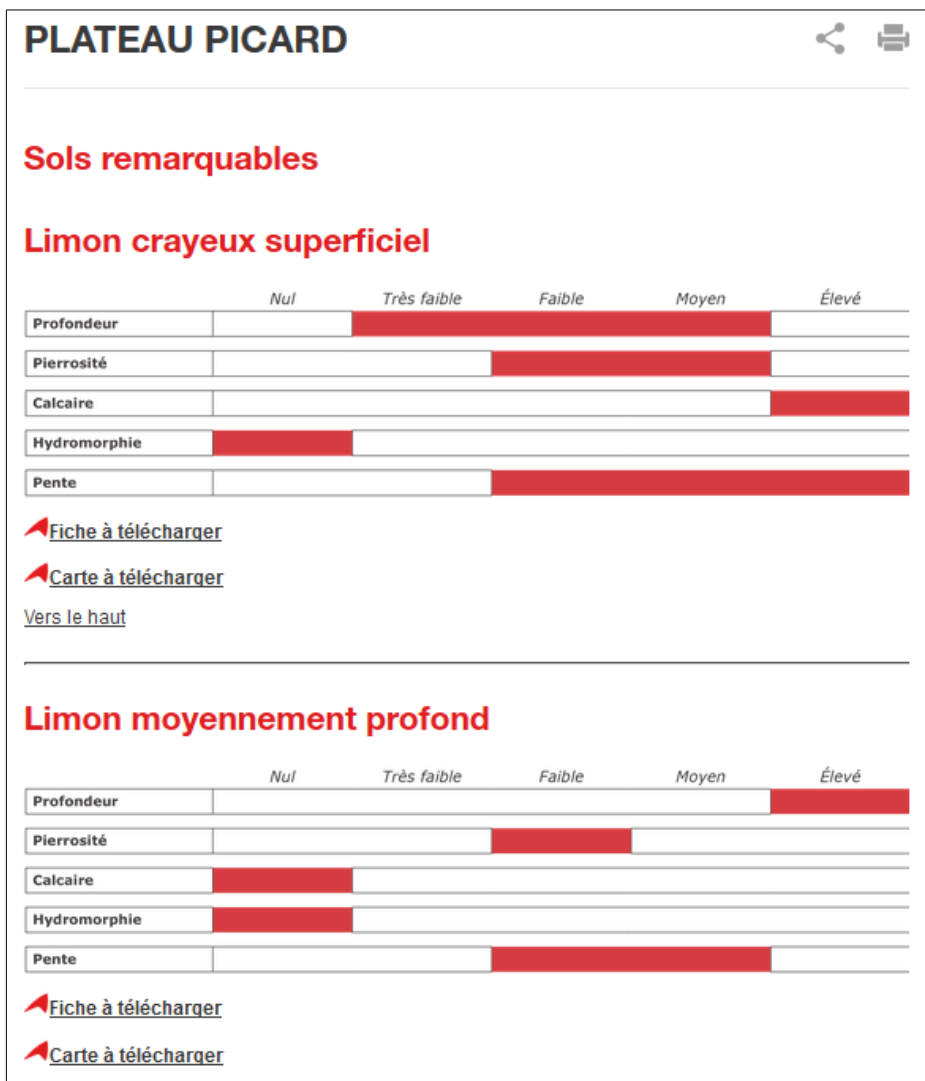 PLATEAU PICARD
Sols remarquables
Limon crayeux superficiel
Nul Très faible Faible Moyen Élevé
Profondeur
Pierrosité
Calcaire
Hydromorphie
Pente
Fiche à télécharger
Carte à télécharger
Vers le haut
Limon moyennement profond
Nul Très faible Faible Moyen Élevé
Profondeur
Pierrosité
Calcaire
Hydromorphie
Pente
Fiche à télécharger
Carte à télécharger